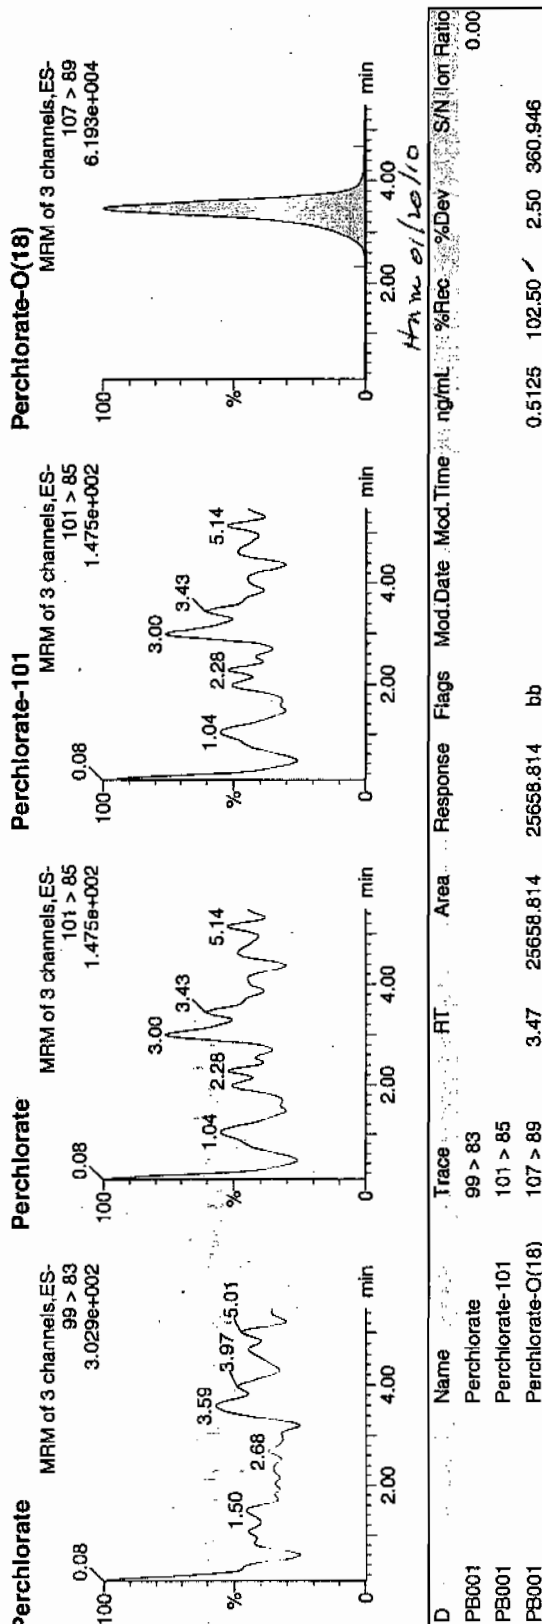 Perchlorate
MRM of 3 channels,ES-
99 > 83
3.029e+002
100
%
0
0.08
1.50
2.68
3.59
3.97
5.01
2.00
4.00
min
Perchlorate
MRM of 3 channels,ES-
101 > 85
1.475e+002
100
%
0
0.08
1.04
2.28
3.00
3.43
5.14
2.00
4.00
min
Perchlorate-101
MRM of 3 channels,ES-
101 > 85
1.475e+002
100
%
0
0.08
1.04
2.28
3.00
3.43
5.14
2.00
4.00
min
Perchlorate-O(18)
MRM of 3 channels,ES-
107 > 89
6.193e+004
100
%
0
2.00
4.00
min
01/20/10
D Name Trace RT Area Response Flags Mod.Date Mod.Time ng/mL %Rec %Dev S/N Ion Ratio
PB001 Perchlorate 99 > 83 0.00
PB001 Perchlorate-101 101 > 85
PB001 Perchlorate-O(18) 107 > 89 3.47 25658.814 25658.814 bb 0.5125 102.50 2.50 360.946